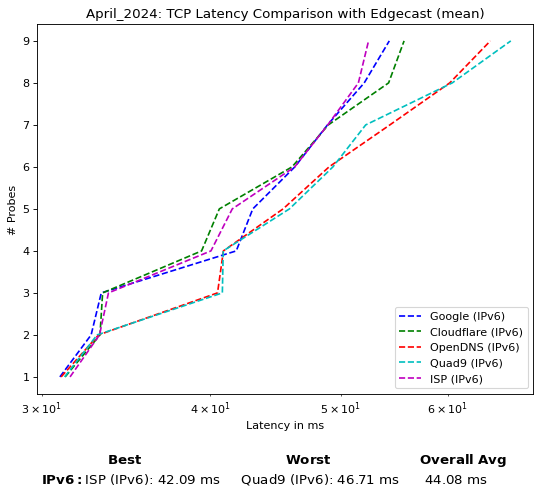 April_2024: TCP Latency Comparison with Edgecast (mean)
9
8
7
6
5
4
3
2
1
# Probes
Google (IPv6)
Cloudflare (IPv6)
OpenDNS (IPv6)
Quad9 (IPv6)
ISP (IPv6)
3 × 10¹ 4 × 10¹ 5 × 10¹ 6 × 10¹
Latency in ms
Best Worst Overall Avg
IPv6: ISP (IPv6): 42.09 ms Quad9 (IPv6): 46.71 ms 44.08 ms